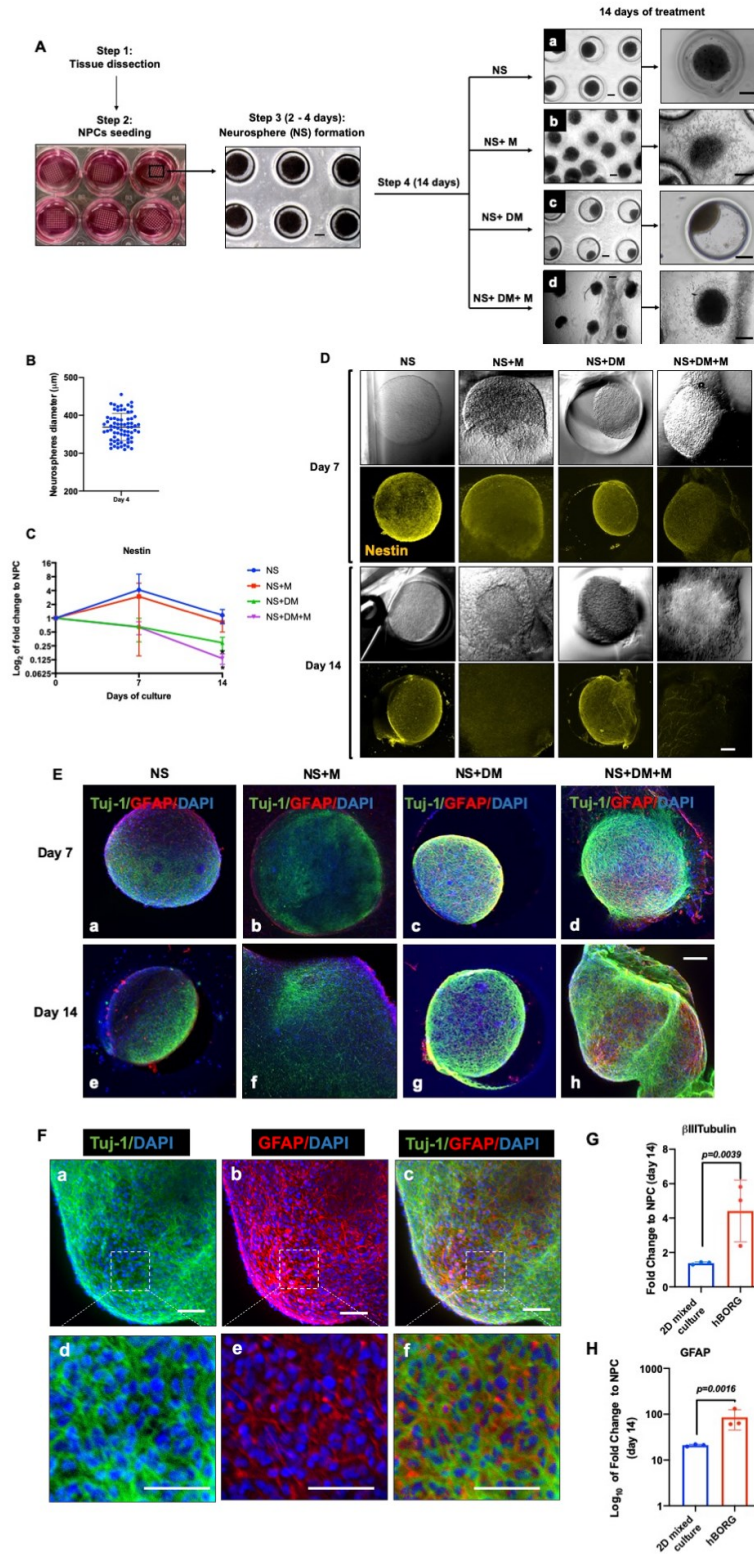 14 days of treatment
A
Step 1:
Tissue dissection
Step 2:
NPCs seeding
Step 3 (2 - 4 days):
Neurosphere (NS) formation
Step 4 (14 days)
NS
NS+ M
NS+ DM
NS+ DM+ M
a
b
c
d
B
Neurospheres diameter (μm)
500
400
300
200
Day 4
C
Nestin
Log2 of fold change to NPC
16
8
4
2
1
0.5
0.25
0.125
0.0625
0
7
14
Days of culture
NS
NS+M
NS+DM
NS+DM+M
*
*
D
NS
NS+M
NS+DM
NS+DM+M
Day 7
Nestin
Day 14
E
NS
NS+M
NS+DM
NS+DM+M
Day 7
Tuj-1/GFAP/DAPI
Tuj-1/GFAP/DAPI
Tuj-1/GFAP/DAPI
Tuj-1/GFAP/DAPI
a
b
c
d
Day 14
e
f
g
h
F
Tuj-1/DAPI
GFAP/DAPI
Tuj-1/GFAP/DAPI
a
b
c
d
e
f
G
βIIITubulin
p=0.0039
Fold Change to NPC (day 14)
8
6
4
2
0
2D mixed
culture
hBORG
H
GFAP
p=0.0016
Log10 of Fold Change to NPC
(day 14)
1000
100
10
1
2D mixed
culture
hBORG